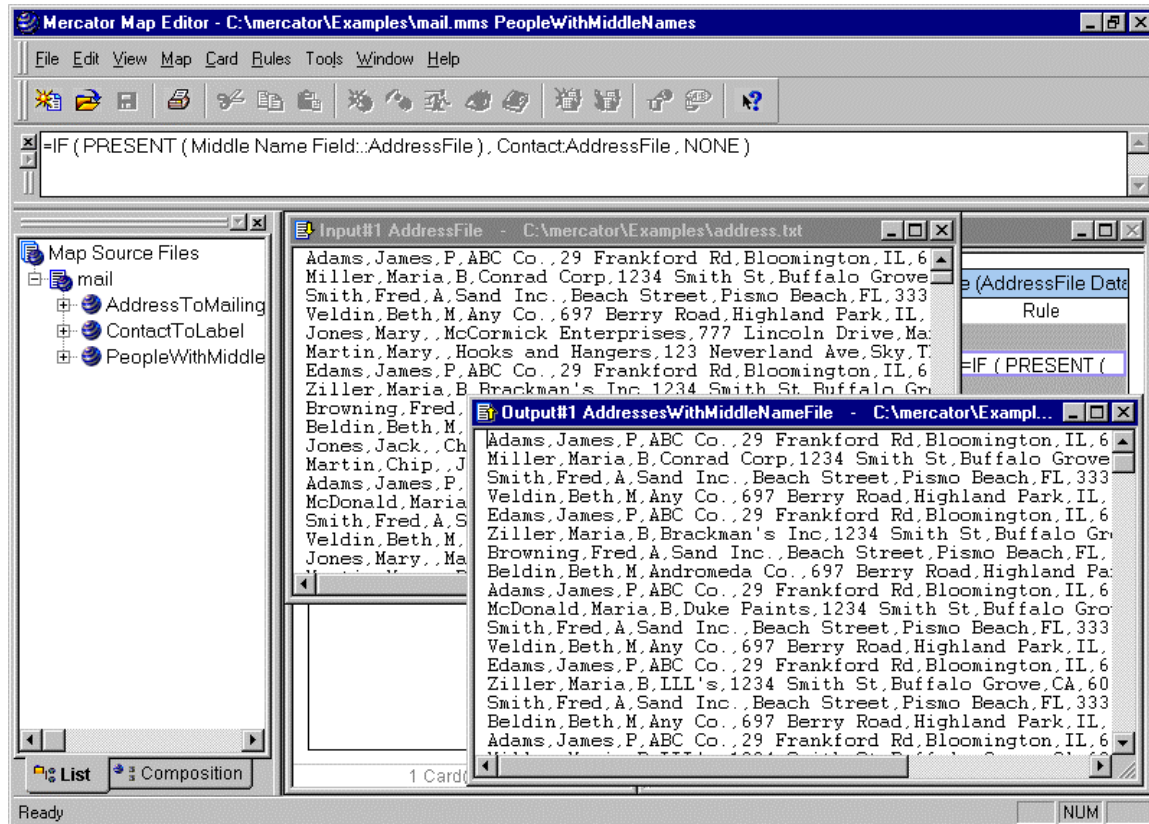 Mercator Map Editor - C:\mercator\Examples\mail.mms PeopleWithMiddleNames
File Edit View Map Card Rules Tools Window Help
=IF ( PRESENT ( Middle Name Field:.:AddressFile ) , Contact:AddressFile , NONE )
Map Source Files
mail
AddressToMailing
ContactToLabel
PeopleWithMiddle
List
Composition
Input#1 AddressFile - C:\mercator\Examples\address.txt
Adams,James,P,ABC Co.,29 Frankford Rd,Bloomington,IL,6
Miller,Maria,B,Conrad Corp,1234 Smith St,Buffalo Grove
Smith,Fred,A,Sand Inc.,Beach Street,Pismo Beach,FL,333
Veldin,Beth,M,Any Co.,697 Berry Road,Highland Park,IL,
Jones,Mary,,McCormick Enterprises,777 Lincoln Drive,Ma
Martin,Mary,,Hooks and Hangers,123 Neverland Ave,Sky,T
Edams,James,P,ABC Co.,29 Frankford Rd,Bloomington,IL,6
Ziller,Maria,B,Brackman's Inc,1234 Smith St,Buffalo Gr
Browning,Fred,
Beldin,Beth,M,
Jones,Jack,,Ch
Martin,Chip,,J
Adams,James,P,
McDonald,Maria
Smith,Fred,A,S
Veldin,Beth,M,
Jones,Mary,,Ma
e (AddressFile Data
Rule
=IF ( PRESENT (
Output#1 AddressesWithMiddleNameFile - C:\mercator\Exampl...
Adams,James,P,ABC Co.,29 Frankford Rd,Bloomington,IL,6
Miller,Maria,B,Conrad Corp,1234 Smith St,Buffalo Grove
Smith,Fred,A,Sand Inc.,Beach Street,Pismo Beach,FL,333
Veldin,Beth,M,Any Co.,697 Berry Road,Highland Park,IL,
Edams,James,P,ABC Co.,29 Frankford Rd,Bloomington,IL,6
Ziller,Maria,B,Brackman's Inc,1234 Smith St,Buffalo Gr
Browning,Fred,A,Sand Inc.,Beach Street,Pismo Beach,FL,
Beldin,Beth,M,Andromeda Co.,697 Berry Road,Highland Pa
Adams,James,P,ABC Co.,29 Frankford Rd,Bloomington,IL,6
McDonald,Maria,B,Duke Paints,1234 Smith St,Buffalo Gro
Smith,Fred,A,Sand Inc.,Beach Street,Pismo Beach,FL,333
Veldin,Beth,M,Any Co.,697 Berry Road,Highland Park,IL,
Edams,James,P,ABC Co.,29 Frankford Rd,Bloomington,IL,6
Ziller,Maria,B,LLL's,1234 Smith St,Buffalo Grove,CA,60
Smith,Fred,A,Sand Inc.,Beach Street,Pismo Beach,FL,333
Beldin,Beth,M,Any Co.,697 Berry Road,Highland Park,IL,
Adams,James,P,ABC Co.,29 Frankford Rd,Bloomington,IL,6
1 Card(
Ready
NUM